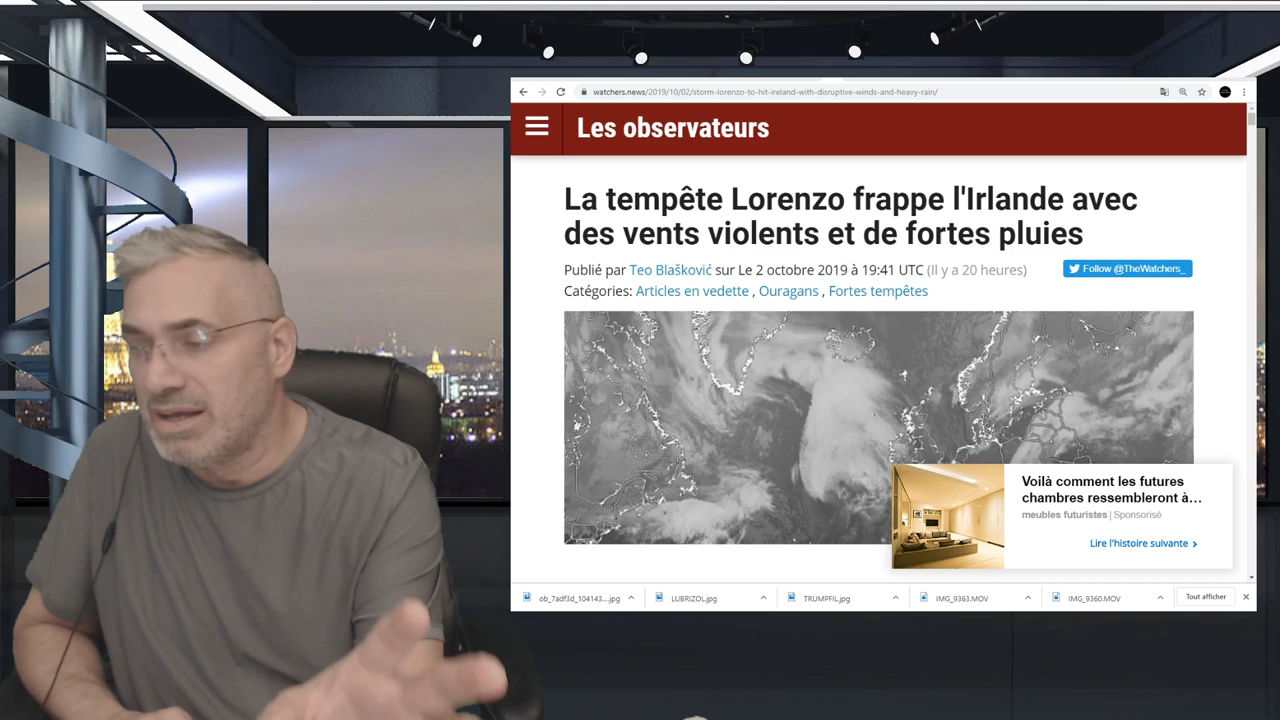 watchers.news/2019/10/02/storm-lorenzo-to-hit-ireland-with-disruptive-winds-and-heavy-rain/
Les observateurs
La tempête Lorenzo frappe l'Irlande avec
des vents violents et de fortes pluies
Publié par Teo Blašković sur Le 2 octobre 2019 à 19:41 UTC (Il y a 20 heures)
Follow @TheWatchers_
Catégories: Articles en vedette , Ouragans , Fortes tempêtes
Voilà comment les futures
chambres ressembleront à…
meubles futuristes | Sponsorisé
Lire l'histoire suivante
ob_7adf3d_104143....jpg
LUBRIZOL.jpg
TRUMPFIL.jpg
IMG_9363.MOV
IMG_9360.MOV
Tout afficher